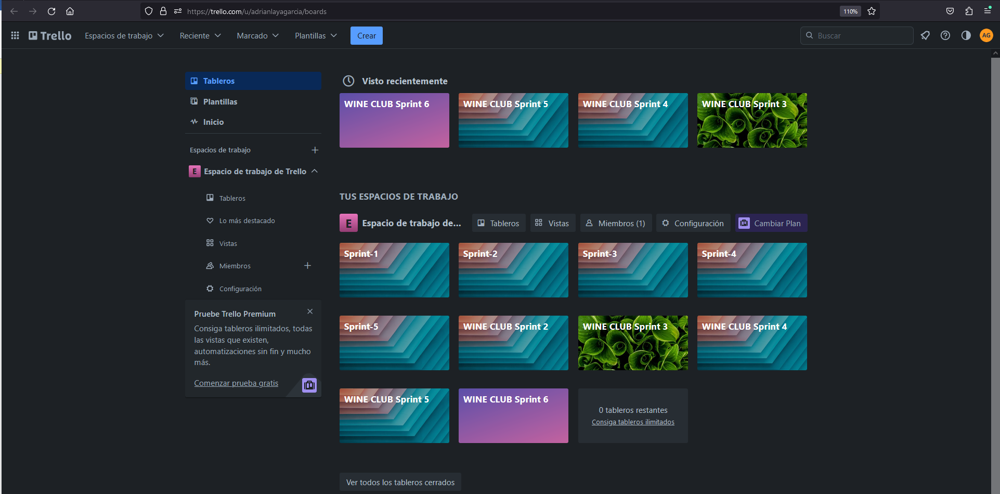 https://trello.com/u/adrianlayagarcia/boards
110%
Trello
Espacios de trabajo
Reciente
Marcado
Plantillas
Crear
Buscar
AG
Tableros
Plantillas
Inicio
Espacios de trabajo
E Espacio de trabajo de Trello
Tableros
Lo más destacado
Vistas
Miembros
Configuración
Pruebe Trello Premium
Consiga tableros ilimitados, todas
las vistas que existen,
automatizaciones sin fin y mucho
más.
Comenzar prueba gratis
Visto recientemente
WINE CLUB Sprint 6
WINE CLUB Sprint 5
WINE CLUB Sprint 4
WINE CLUB Sprint 3
TUS ESPACIOS DE TRABAJO
E Espacio de trabajo de...
Tableros
Vistas
Miembros (1)
Configuración
Cambiar Plan
Sprint-1
Sprint-2
Sprint-3
Sprint-4
Sprint-5
WINE CLUB Sprint 2
WINE CLUB Sprint 3
WINE CLUB Sprint 4
WINE CLUB Sprint 5
WINE CLUB Sprint 6
0 tableros restantes
Consiga tableros ilimitados
Ver todos los tableros cerrados